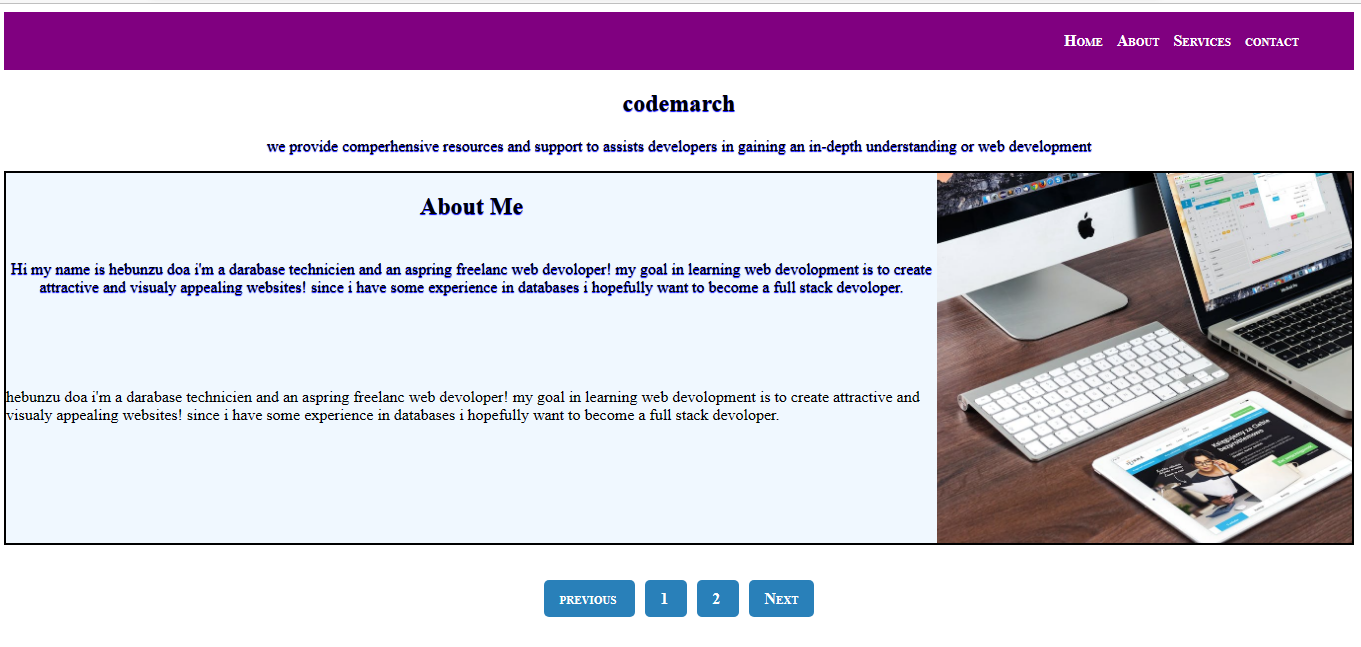 Home About Services contact
codemarch
we provide comperhensive resources and support to assists developers in gaining an in-depth understanding or web development
About Me
Hi my name is hebunzu doa i'm a darabase technicien and an aspring freelanc web devoloper! my goal in learning web devolopment is to create
attractive and visualy appealing websites! since i have some experience in databases i hopefully want to become a full stack devoloper.
hebunzu doa i'm a darabase technicien and an aspring freelanc web devoloper! my goal in learning web devolopment is to create attractive and
visualy appealing websites! since i have some experience in databases i hopefully want to become a full stack devoloper.
Księgujemy za Ciebie
bezproblemowo
previous 1 2 Next